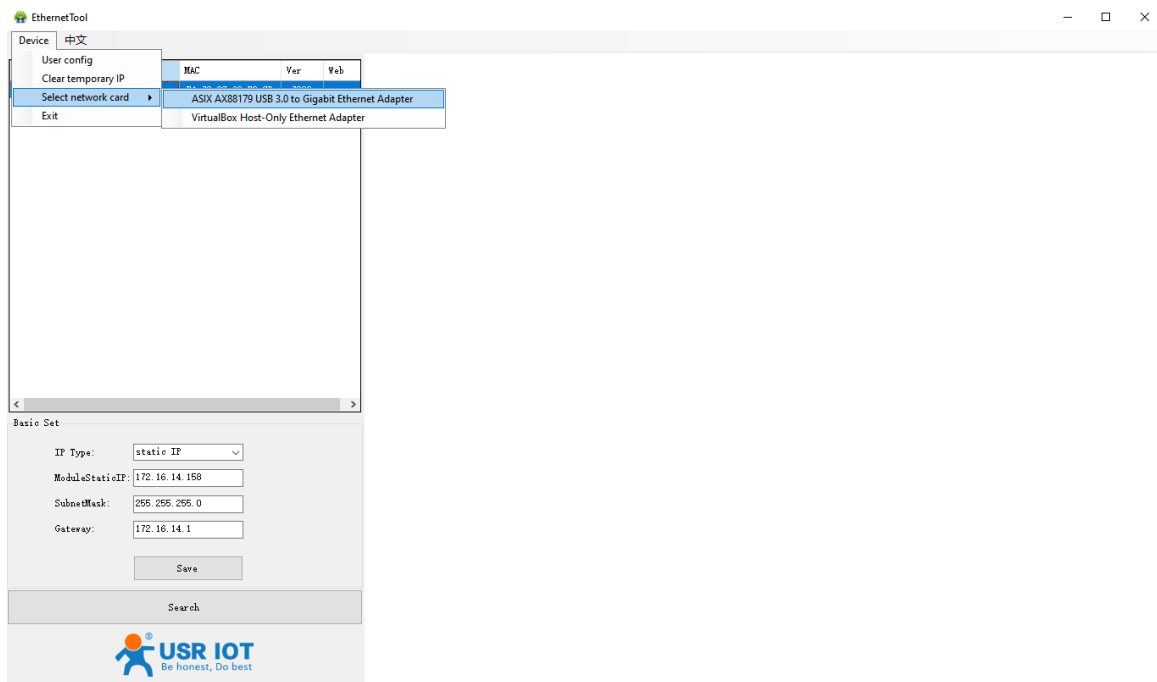 EthernetTool
Device 中文
User config
Clear temporary IP
Select network card
Exit
MAC Ver Web
ASIX AX88179 USB 3.0 to Gigabit Ethernet Adapter
VirtualBox Host-Only Ethernet Adapter
Basic Set
IP Type: static IP
ModuleStaticIP: 172.16.14.158
SubnetMask: 255.255.255.0
Gateway: 172.16.14.1
Save
Search
®
USR IOT
Be honest, Do best